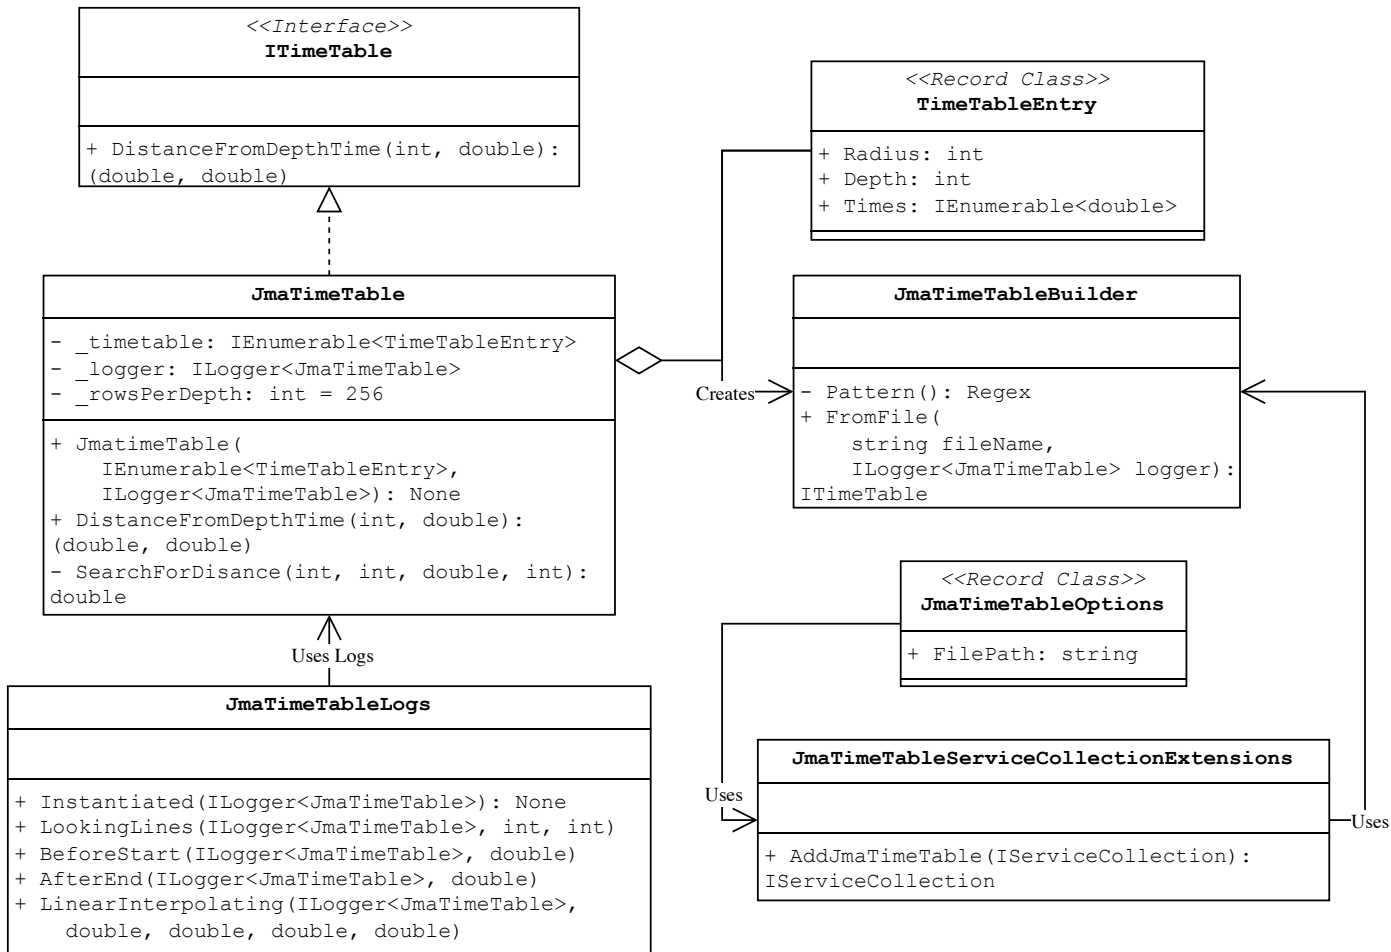 <<Interface>>
ITimeTable
+ DistanceFromDepthTime(int, double):
(double, double)
<<Record Class>>
TimeTableEntry
+ Radius: int
+ Depth: int
+ Times: IEnumerable<double>
JmaTimeTable
- _timetable: IEnumerable<TimeTableEntry>
- _logger: ILogger<JmaTimeTable>
- _rowsPerDepth: int = 256
+ JmatimeTable(
IEnumerable<TimeTableEntry>,
ILogger<JmaTimeTable>): None
+ DistanceFromDepthTime(int, double):
(double, double)
- SearchForDisance(int, int, double, int):
double
Creates
JmaTimeTableBuilder
- Pattern(): Regex
+ FromFile(
string fileName,
ILogger<JmaTimeTable> logger):
ITimeTable
<<Record Class>>
JmaTimeTableOptions
+ FilePath: string
Uses Logs
JmaTimeTableLogs
+ Instantiated(ILogger<JmaTimeTable>): None
+ LookingLines(ILogger<JmaTimeTable>, int, int)
+ BeforeStart(ILogger<JmaTimeTable>, double)
+ AfterEnd(ILogger<JmaTimeTable>, double)
+ LinearInterpolating(ILogger<JmaTimeTable>,
double, double, double, double)
Uses
JmaTimeTableServiceCollectionExtensions
+ AddJmaTimeTable(IServiceCollection):
IServiceCollection
Uses